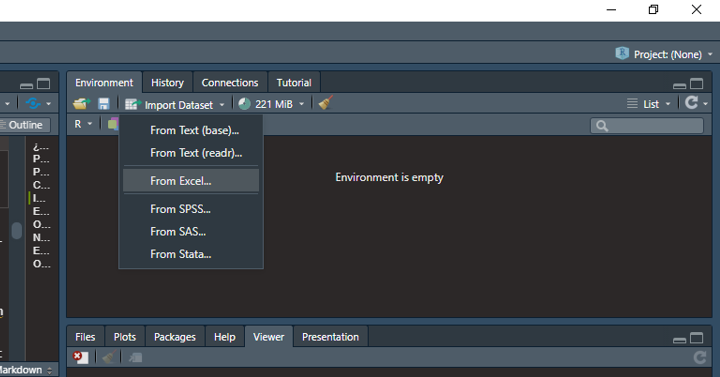 Project: (None)
Environment History Connections Tutorial
Import Dataset 221 MiB List
Outline
R
From Text (base)...
From Text (readr)...
From Excel...
From SPSS...
From SAS...
From Stata...
Environment is empty
¿...
P...
P...
C...
I...
E...
O...
N...
E...
O...
Files Plots Packages Help Viewer Presentation